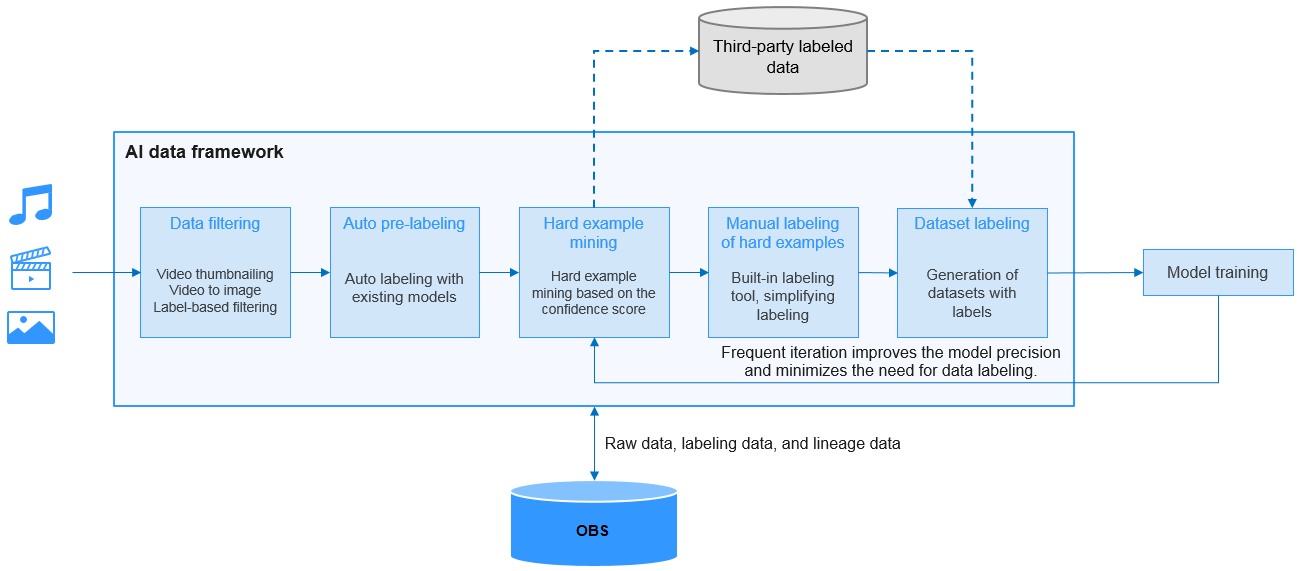 Third-party labeled
data
AI data framework
Data filtering
Video thumbnailing
Video to image
Label-based filtering
Auto pre-labeling
Auto labeling with
existing models
Hard example
mining
Hard example
mining based on the
confidence score
Manual labeling
of hard examples
Built-in labeling
tool, simplifying
labeling
Dataset labeling
Generation of
datasets with
labels
Model training
Frequent iteration improves the model precision
and minimizes the need for data labeling.
Raw data, labeling data, and lineage data
OBS